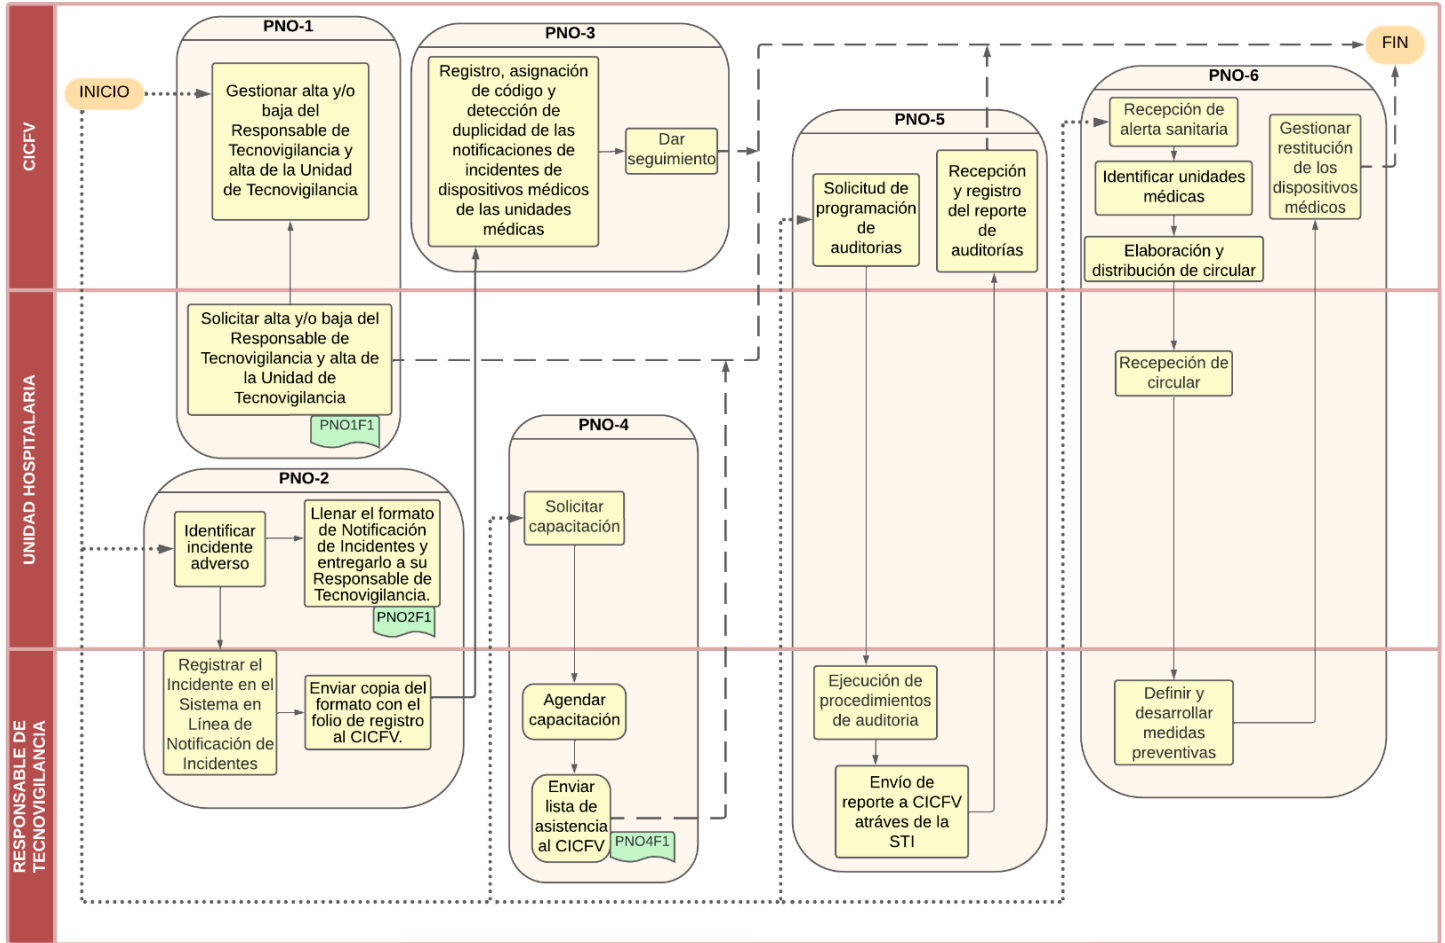 CICFV
UNIDAD HOSPITALARIA
RESPONSABLE DE
TECNOVIGILANCIA
INICIO
FIN
PNO-1
Gestionar alta y/o
baja del
Responsable de
Tecnovigilancia y
alta de la Unidad
de Tecnovigilancia
Solicitar alta y/o baja del
Responsable de
Tecnovigilancia y alta de
la Unidad de
Tecnovigilancia
PNO1F1
PNO-2
Identificar
incidente
adverso
Llenar el formato
de Notificación
de Incidentes y
entregarlo a su
Responsable de
Tecnovigilancia.
PNO2F1
Registrar el
Incidente en el
Sistema en
Línea de
Notificación de
Incidentes
Enviar copia del
formato con el
folio de registro
al CICFV.
PNO-3
Registro, asignación
de código y
detección de
duplicidad de las
notificaciones de
incidentes de
dispositivos médicos
de las unidades
médicas
Dar
seguimiento
PNO-4
Solicitar
capacitación
Agendar
capacitación
Enviar
lista de
asistencia
al CICFV
PNO4F1
PNO-5
Solicitud de
programación
de
auditorias
Recepción
y registro
del reporte
de
auditorías
Ejecución de
procedimientos
de auditoria
Envío de
reporte a CICFV
atráves de la
STI
PNO-6
Recepción de
alerta sanitaria
Identificar unidades
médicas
Elaboración y
distribución de circular
Gestionar
restitución
de los
dispositivos
médicos
Recepeción de
circular
Definir y
desarrollar
medidas
preventivas